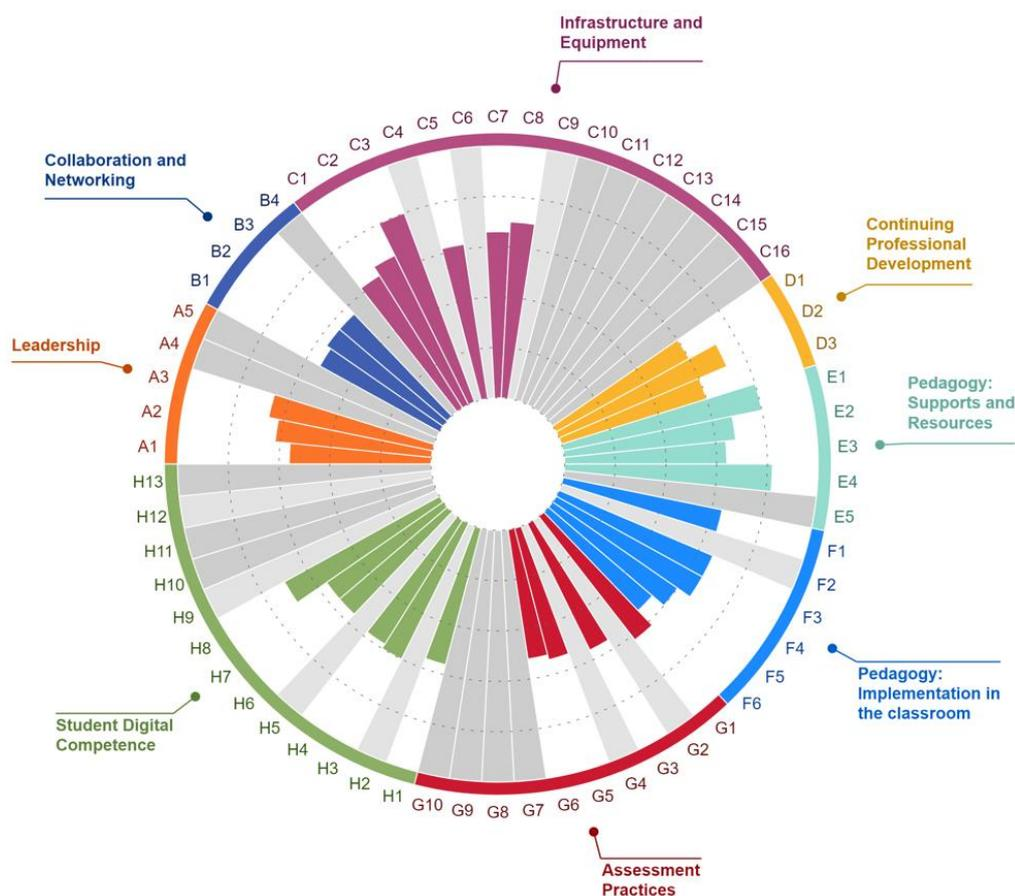 Infrastructure and
Equipment
Collaboration and
Networking
Continuing
Professional
Development
Leadership
Pedagogy:
Supports and
Resources
Pedagogy:
Implementation in
the classroom
Student Digital
Competence
Assessment
Practices
A1
A2
A3
A4
A5
B1
B2
B3
B4
C1
C2
C3
C4
C5
C6
C7
C8
C9
C10
C11
C12
C13
C14
C15
C16
D1
D2
D3
E1
E2
E3
E4
E5
F1
F2
F3
F4
F5
F6
G1
G2
G3
G4
G5
G6
G7
G8
G9
G10
H1
H2
H3
H4
H5
H6
H7
H8
H9
H10
H11
H12
H13